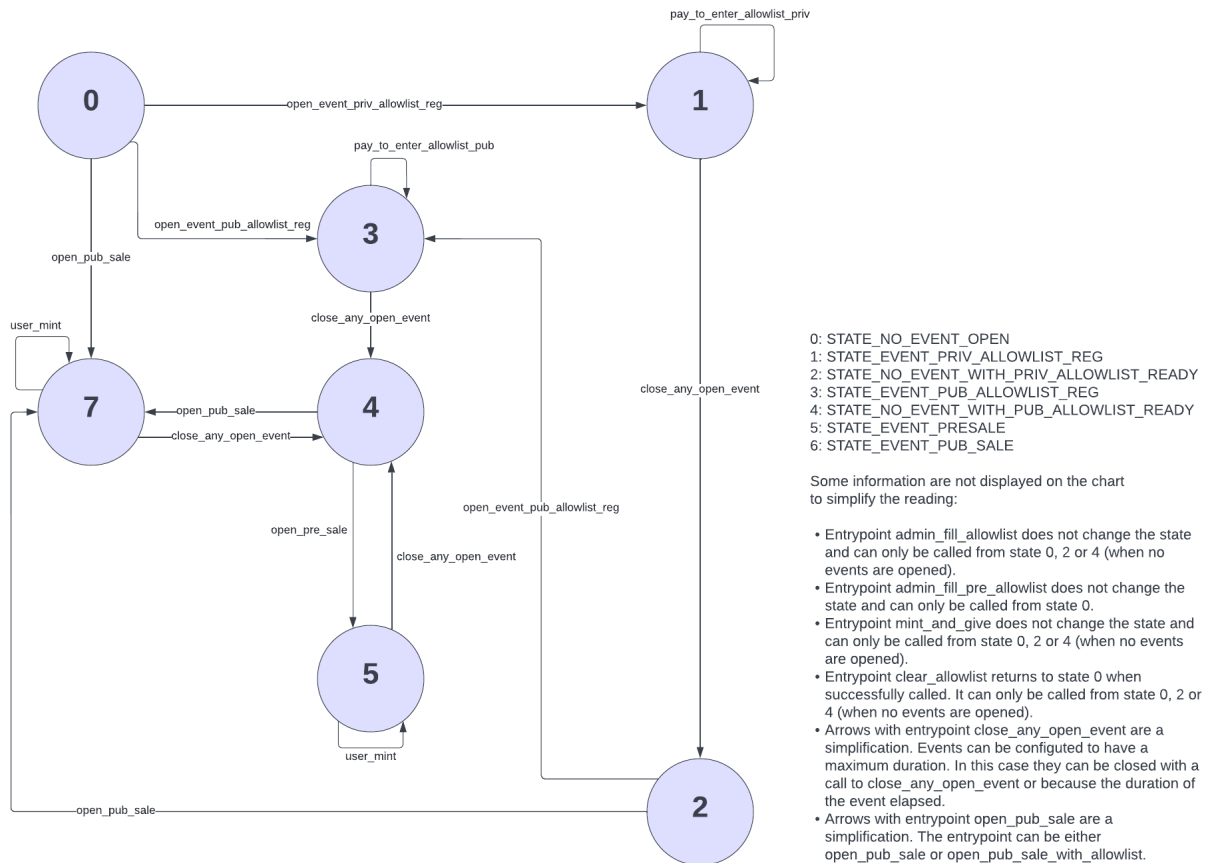 pay_to_enter_allowlist_priv
0
open_event_priv_allowlist_reg
1
pay_to_enter_allowlist_pub
open_event_pub_allowlist_reg
3
open_pub_sale
close_any_open_event
user_mint
7
open_pub_sale
close_any_open_event
4
close_any_open_event
open_event_pub_allowlist_reg
open_pre_sale
close_any_open_event
5
user_mint
open_pub_sale
2
0: STATE_NO_EVENT_OPEN
1: STATE_EVENT_PRIV_ALLOWLIST_REG
2: STATE_NO_EVENT_WITH_PRIV_ALLOWLIST_READY
3: STATE_EVENT_PUB_ALLOWLIST_REG
4: STATE_NO_EVENT_WITH_PUB_ALLOWLIST_READY
5: STATE_EVENT_PRESALE
6: STATE_EVENT_PUB_SALE
Some information are not displayed on the chart
to simplify the reading:
• Entrypoint admin_fill_allowlist does not change the state
and can only be called from state 0, 2 or 4 (when no
events are opened).
• Entrypoint admin_fill_pre_allowlist does not change the
state and can only be called from state 0.
• Entrypoint mint_and_give does not change the state and
can only be called from state 0, 2 or 4 (when no events
are opened).
• Entrypoint clear_allowlist returns to state 0 when
successfully called. It can only be called from state 0, 2 or
4 (when no events are opened).
• Arrows with entrypoint close_any_open_event are a
simplification. Events can be configuted to have a
maximum duration. In this case they can be closed with a
call to close_any_open_event or because the duration of
the event elapsed.
• Arrows with entrypoint open_pub_sale are a
simplification. The entrypoint can be either
open_pub_sale or open_pub_sale_with_allowlist.